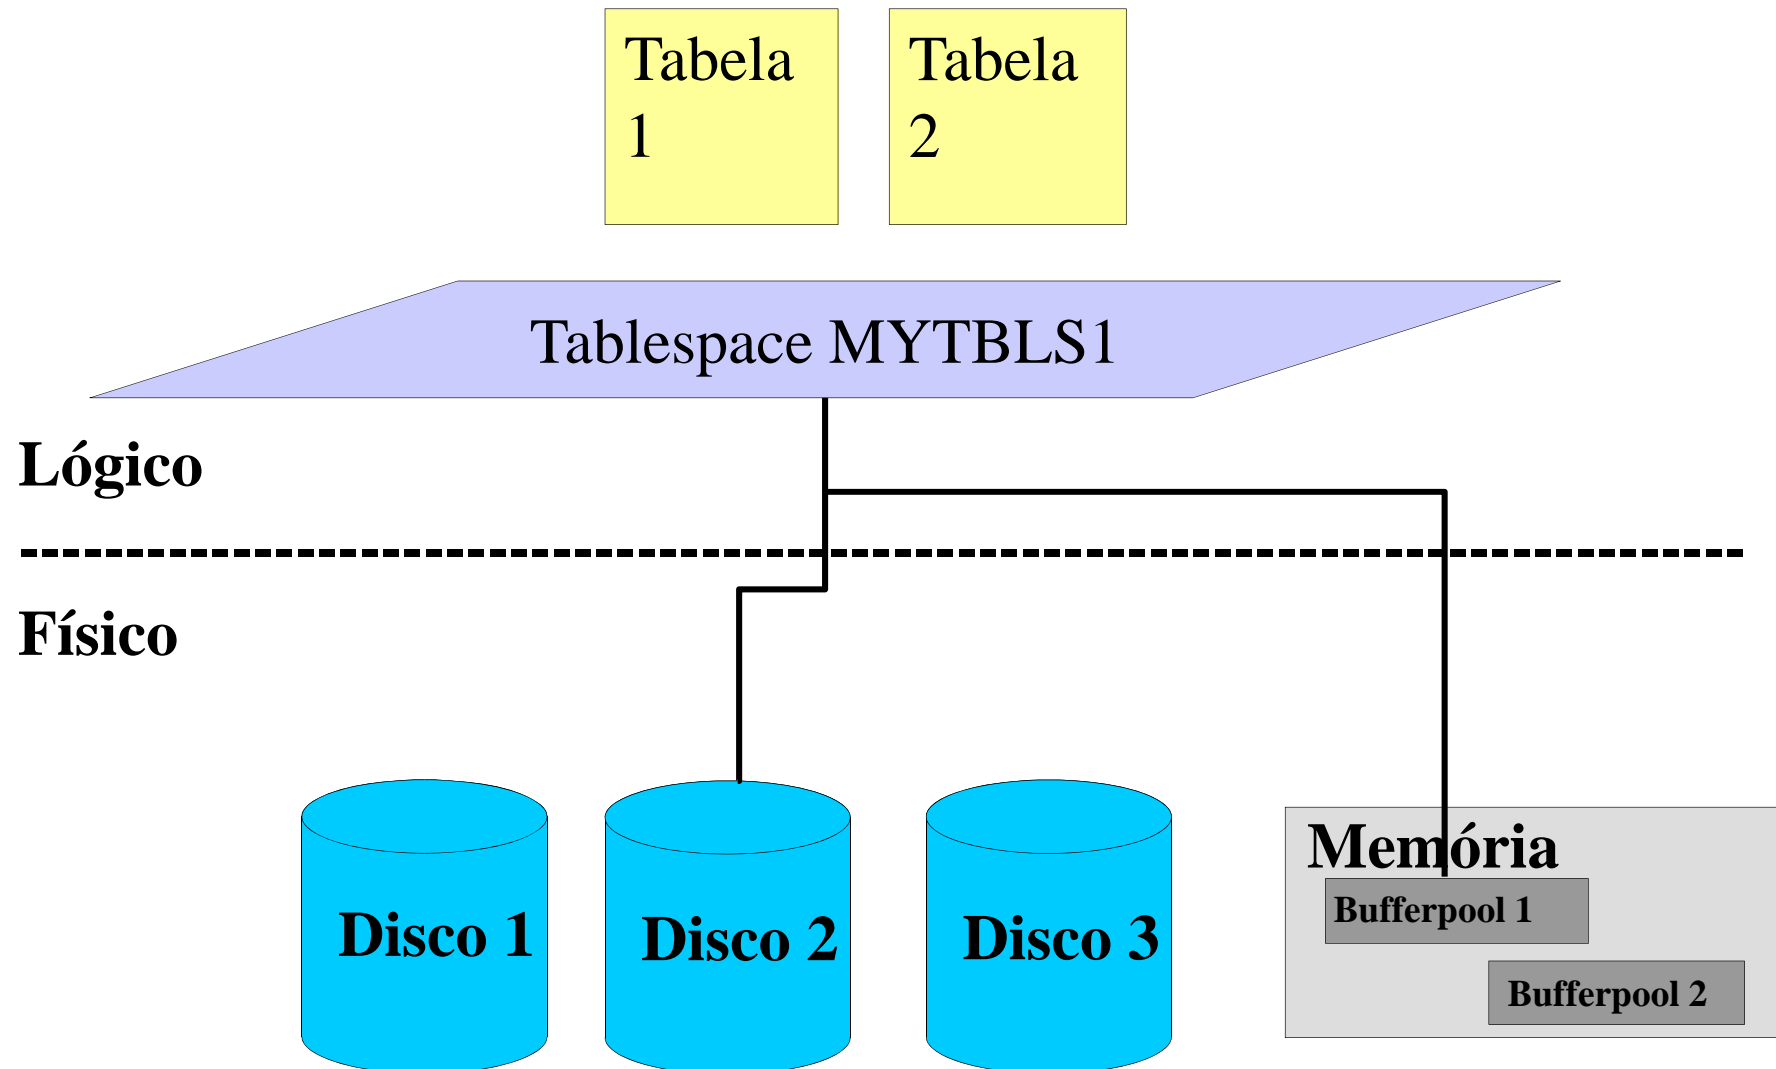 Tabela
1
Tabela
2
Tablespace MYTBLS1
Lógico
Físico
Disco 1
Disco 2
Disco 3
Memória
Bufferpool 1
Bufferpool 2